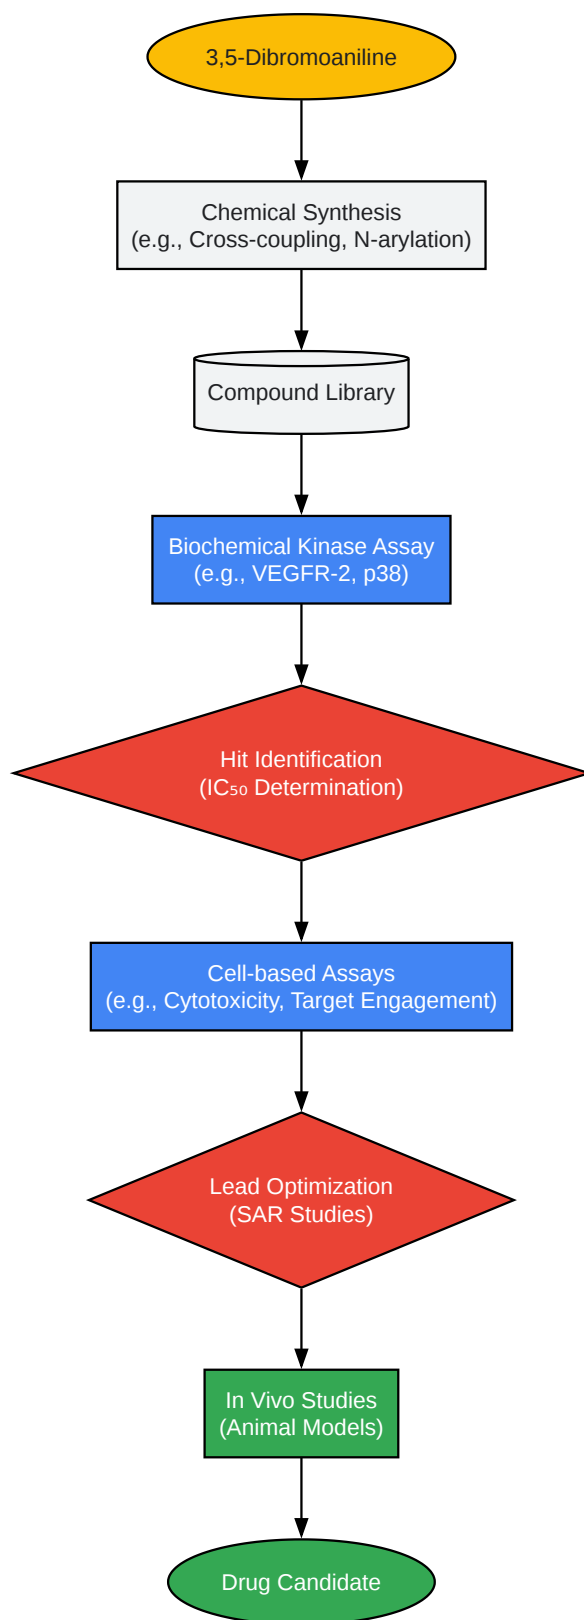 3,5-Dibromoaniline
Chemical Synthesis
(e.g., Cross-coupling, N-arylation)
Compound Library
Biochemical Kinase Assay
(e.g., VEGFR-2, p38)
Hit Identification
(IC₅₀ Determination)
Cell-based Assays
(e.g., Cytotoxicity, Target Engagement)
Lead Optimization
(SAR Studies)
In Vivo Studies
(Animal Models)
Drug Candidate